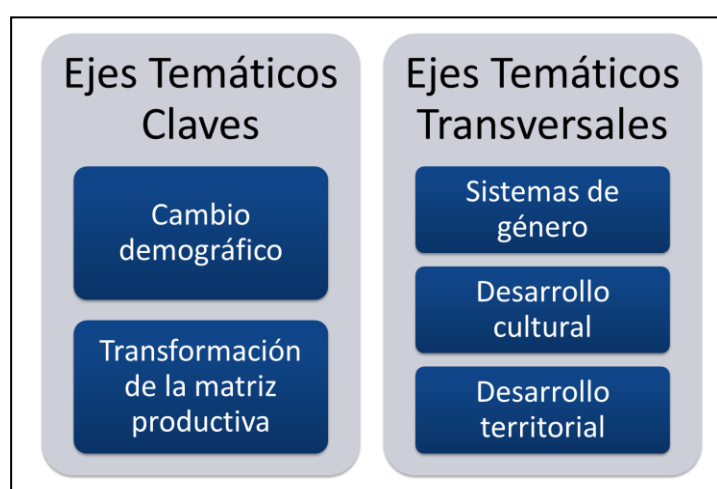 Ejes Temáticos
Claves
Cambio
demográfico
Transformación
de la matriz
productiva
Ejes Temáticos
Transversales
Sistemas de
género
Desarrollo
cultural
Desarrollo
territorial